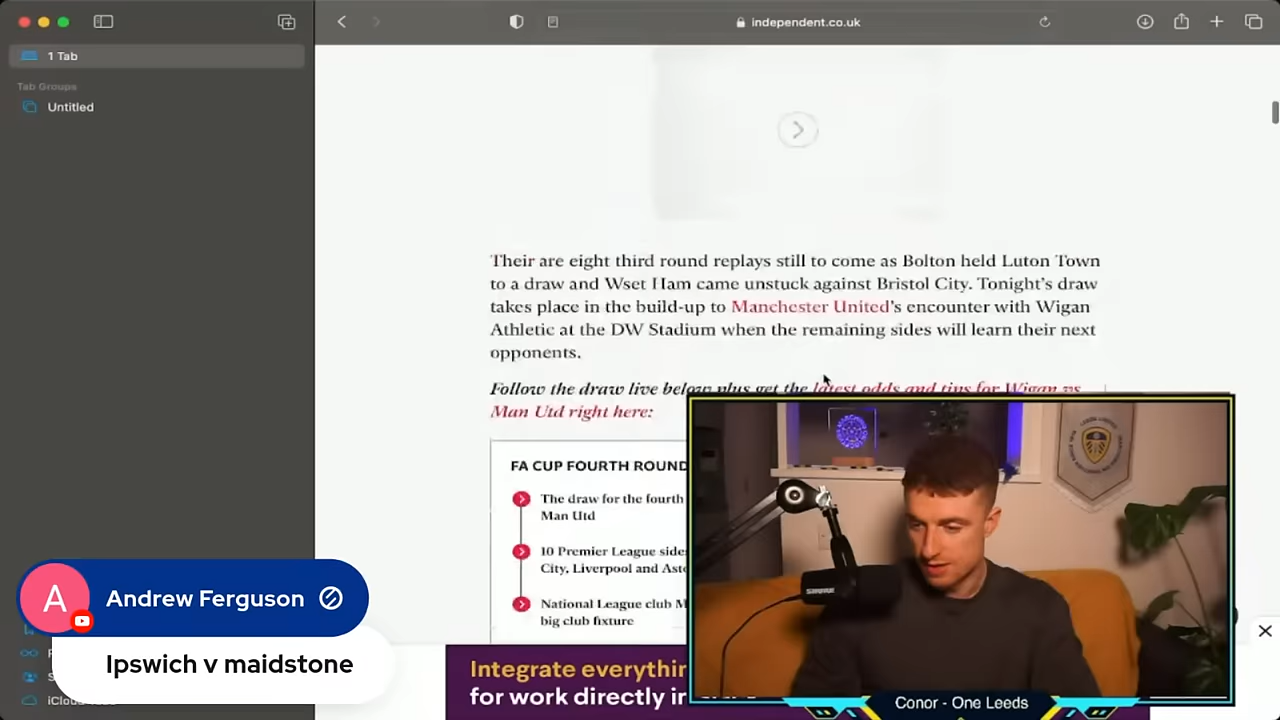 independent.co.uk
1 Tab
Tab Groups
Untitled
Their are eight third round replays still to come as Bolton held Luton Town
to a draw and Wset Ham came unstuck against Bristol City. Tonight's draw
takes place in the build-up to Manchester United's encounter with Wigan
Athletic at the DW Stadium when the remaining sides will learn their next
opponents.
Follow the draw live below plus get the latest odds and tips for Wigan vs
Man Utd right here:
FA CUP FOURTH ROUND
The draw for the fourth
Man Utd
10 Premier League
City, Liverpool and
National League club
big club fixture
A
Andrew Ferguson
Ipswich v maidstone
Integrate
for work directly
SHURE
Conor - One Leeds